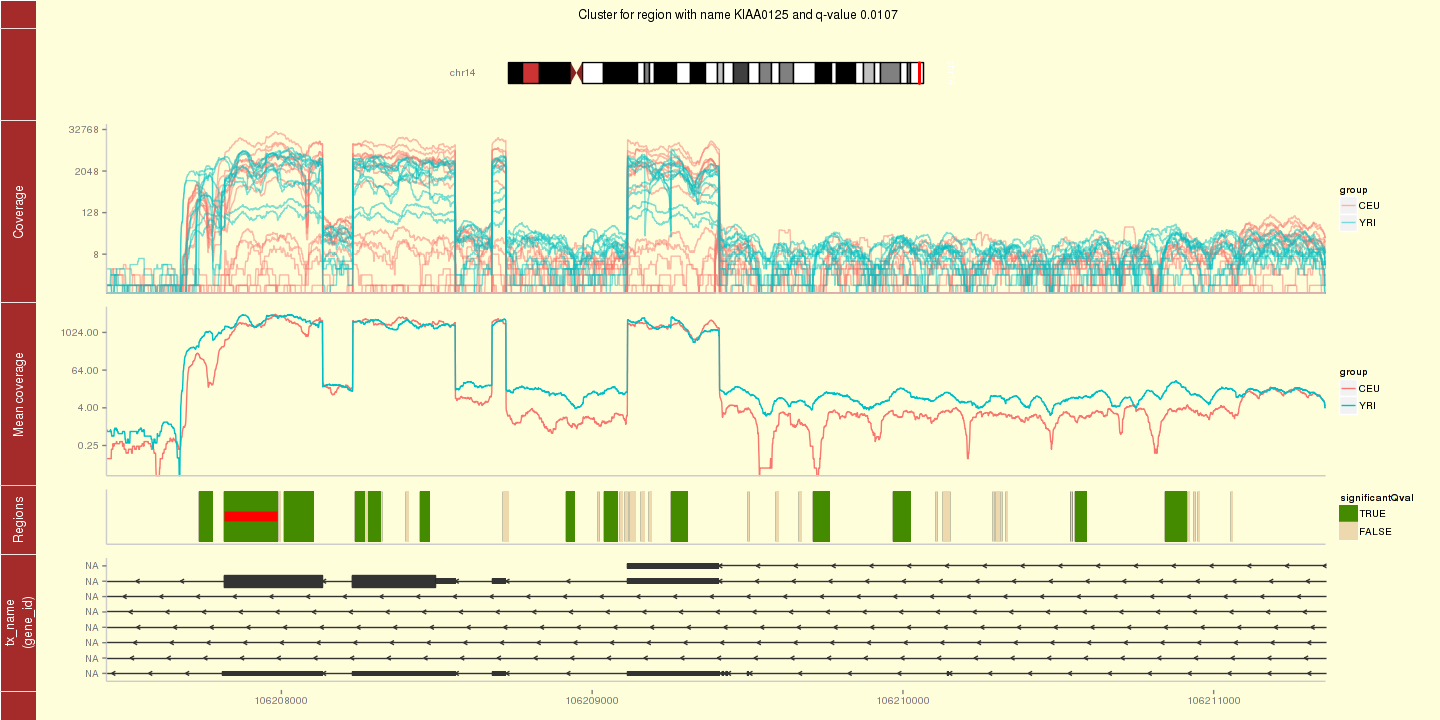 Cluster for region with name KIAA0125 and q-value 0.0107
chr14
Coverage
32768
2048
128
8
group
CEU
YRI
Mean coverage
1024.00
64.00
4.00
0.25
group
CEU
YRI
Regions
significantQval
TRUE
FALSE
tx_name
(gene_id)
NA
NA
NA
NA
NA
NA
NA
NA
106208000
106209000
106210000
106211000